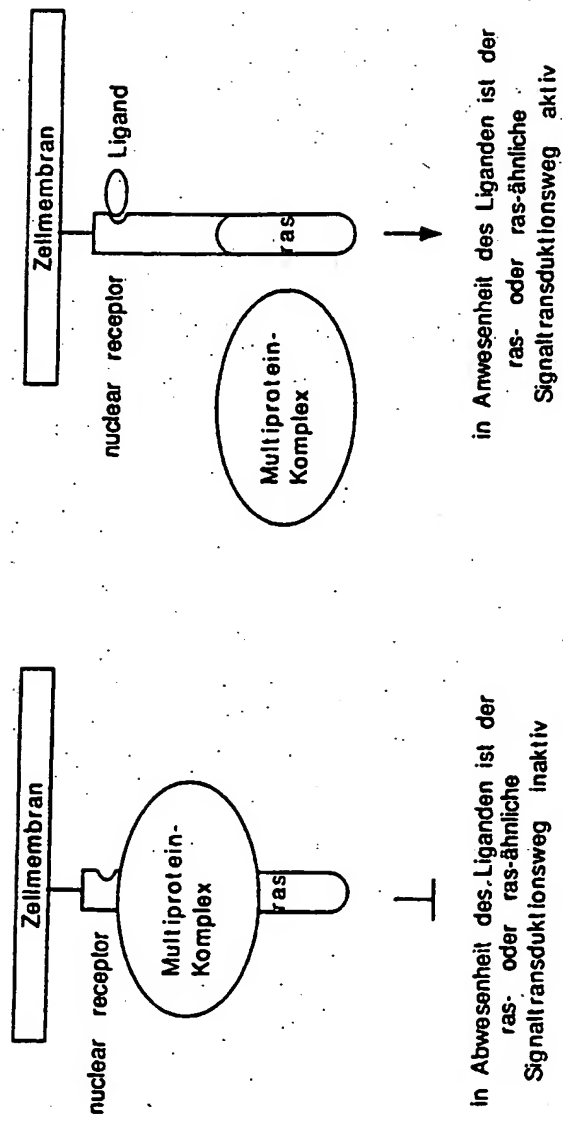 Zellmembran
nuclear receptor
Multiprotein-
Komplex
ras
in Abwesenheit des Liganden ist der
ras- oder ras-ähnliche
Signaltransduktionsweg inaktiv
Zellmembran
nuclear receptor
Ligand
ras
Multiprotein-
Komplex
in Anwesenheit des Liganden ist der
ras- oder ras-ähnliche
Signaltransduktionsweg aktiv